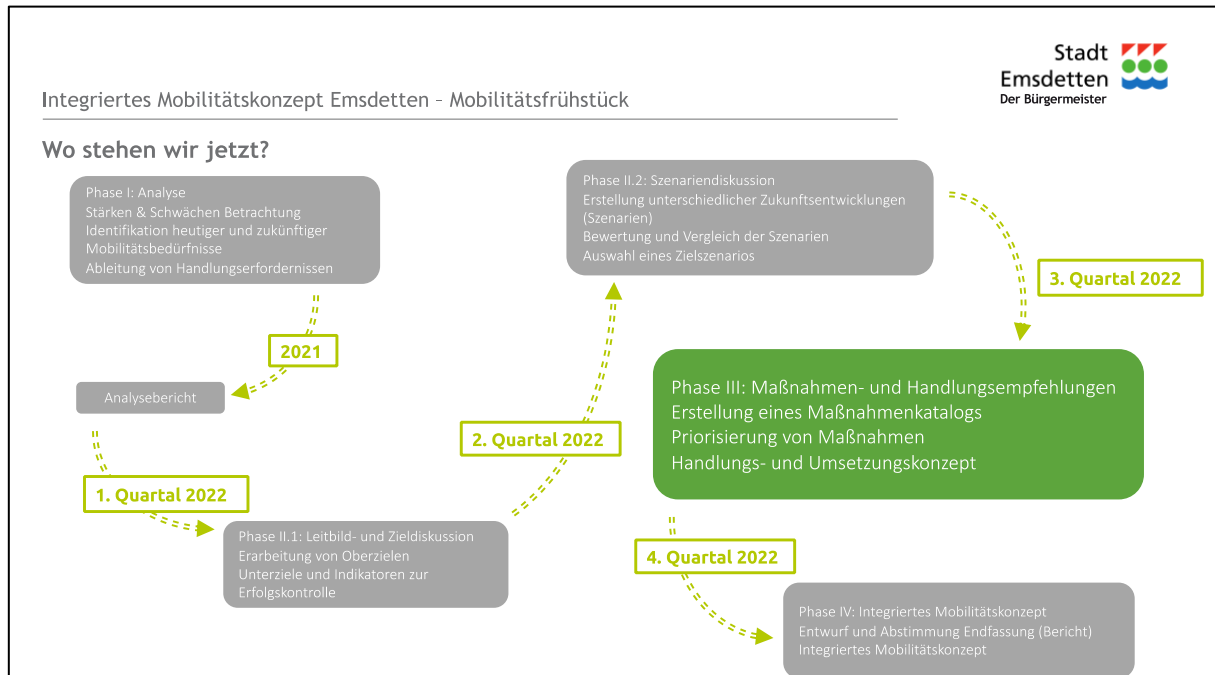 Stadt
Emsdetten
Der Bürgermeister
Integriertes Mobilitätskonzept Emsdetten – Mobilitätsfrühstück
Wo stehen wir jetzt?
Phase I: Analyse
Stärken & Schwächen Betrachtung
Identifikation heutiger und zukünftiger
Mobilitätsbedürfnisse
Ableitung von Handlungserfordernissen
2021
Analysebericht
1. Quartal 2022
Phase II.1: Leitbild- und Zieldiskussion
Erarbeitung von Oberzielen
Unterziele und Indikatoren zur
Erfolgskontrolle
2. Quartal 2022
Phase II.2: Szenariendiskussion
Erstellung unterschiedlicher Zukunftsentwicklungen
(Szenarien)
Bewertung und Vergleich der Szenarien
Auswahl eines Zielszenarios
3. Quartal 2022
Phase III: Maßnahmen- und Handlungsempfehlungen
Erstellung eines Maßnahmenkatalogs
Priorisierung von Maßnahmen
Handlungs- und Umsetzungskonzept
4. Quartal 2022
Phase IV: Integriertes Mobilitätskonzept
Entwurf und Abstimmung Endfassung (Bericht)
Integriertes Mobilitätskonzept